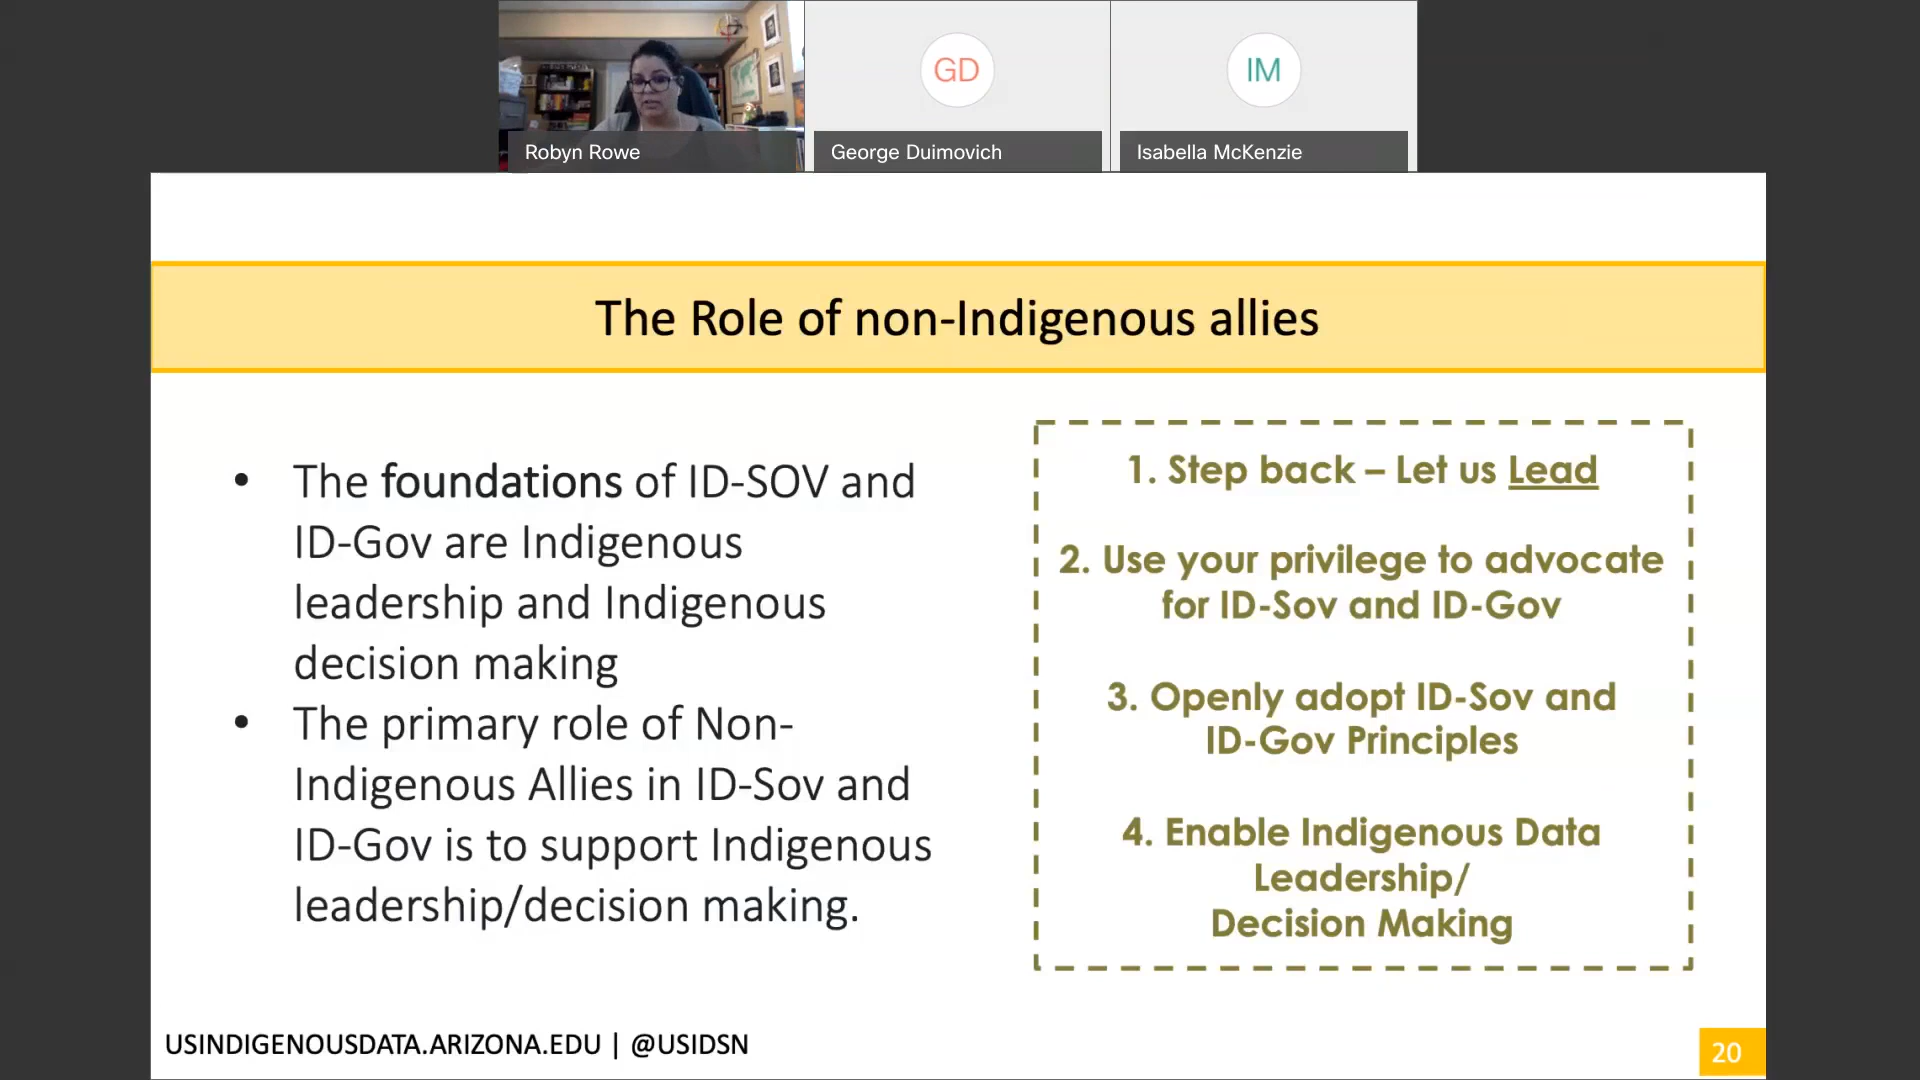 GD
IM
Robyn Rowe
George Duimovich
Isabella McKenzie
The Role of non-Indigenous allies
• The foundations of ID-SOV and
ID-Gov are Indigenous
leadership and Indigenous
decision making
• The primary role of Non-
Indigenous Allies in ID-Sov and
ID-Gov is to support Indigenous
leadership/decision making.
1. Step back – Let us Lead
2. Use your privilege to advocate
for ID-Sov and ID-Gov
3. Openly adopt ID-Sov and
ID-Gov Principles
4. Enable Indigenous Data
Leadership/
Decision Making
USINDIGENOUSDATA.ARIZONA.EDU | @USIDSN
20